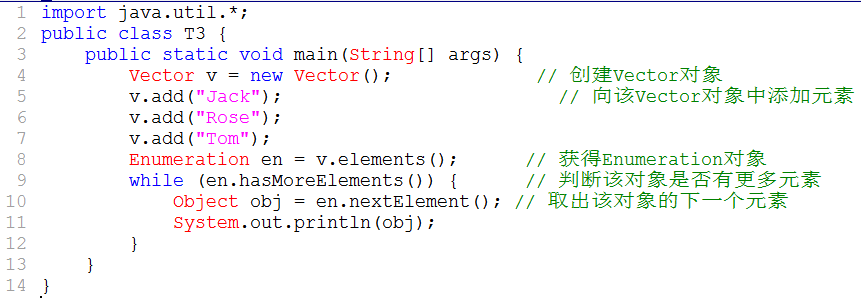 1 import java.util.*;
2 public class T3 {
3     public static void main(String[] args) {
4         Vector v = new Vector();             // 创建Vector对象
5         v.add("Jack");                         // 向该Vector对象中添加元素
6         v.add("Rose");
7         v.add("Tom");
8         Enumeration en = v.elements();      // 获得Enumeration对象
9         while (en.hasMoreElements()) {      // 判断该对象是否有更多元素
10             Object obj = en.nextElement(); // 取出该对象的下一个元素
11             System.out.println(obj);
12         }
13     }
14 }